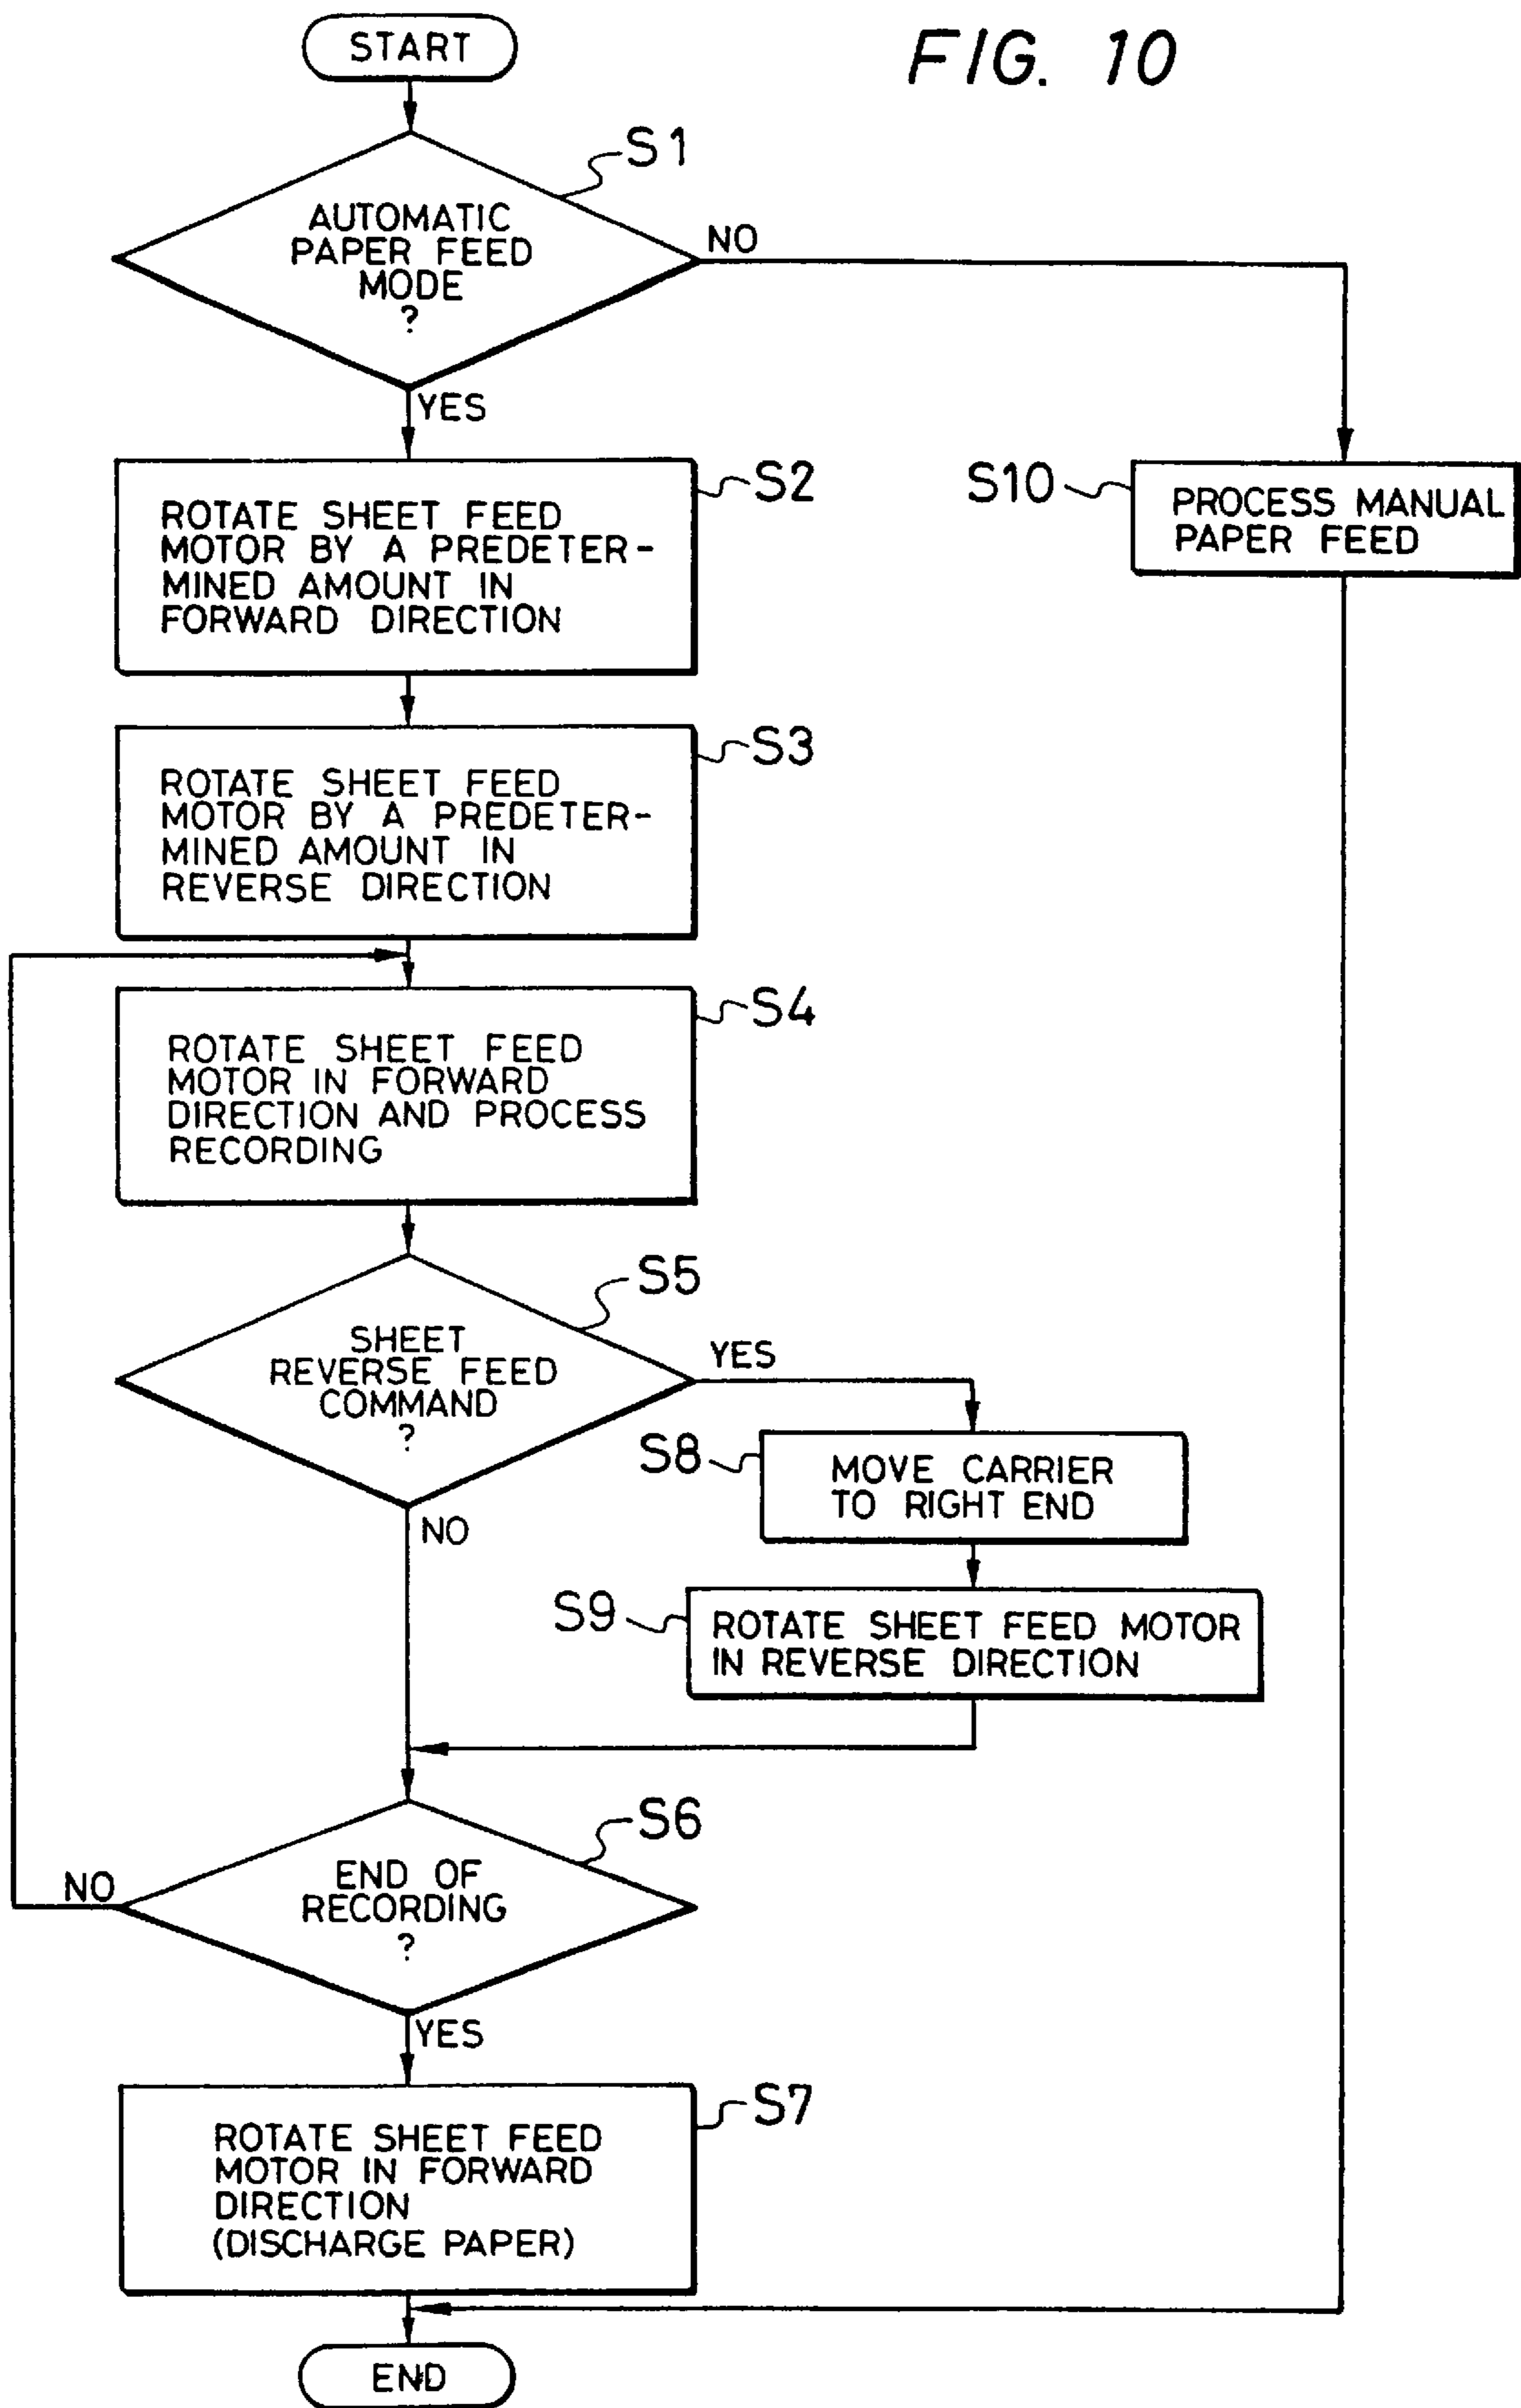 START
FIG. 10
S1
AUTOMATIC
PAPER FEED
MODE
?
NO
YES
S2
ROTATE SHEET FEED
MOTOR BY A PREDETER-
MINED AMOUNT IN
FORWARD DIRECTION
S10
PROCESS MANUAL
PAPER FEED
S3
ROTATE SHEET FEED
MOTOR BY A PREDETER-
MINED AMOUNT IN
REVERSE DIRECTION
S4
ROTATE SHEET FEED
MOTOR IN FORWARD
DIRECTION AND PROCESS
RECORDING
S5
SHEET
REVERSE FEED
COMMAND
?
YES
NO
S8
MOVE CARRIER
TO RIGHT END
S9
ROTATE SHEET FEED MOTOR
IN REVERSE DIRECTION
S6
END OF
RECORDING
?
NO
YES
S7
ROTATE SHEET FEED
MOTOR IN FORWARD
DIRECTION
(DISCHARGE PAPER)
END